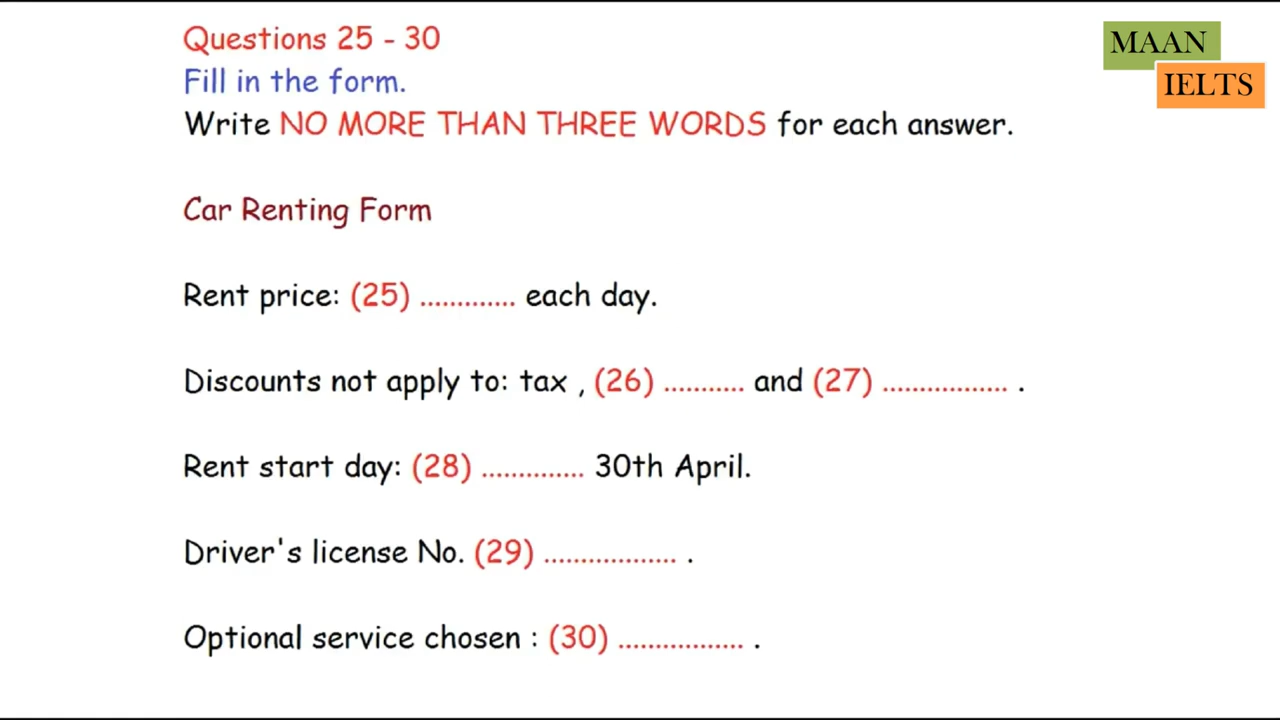 Questions 25 - 30
MAAN
IELTS
Fill in the form.
Write NO MORE THAN THREE WORDS for each answer.
Car Renting Form
Rent price: (25) ............. each day.
Discounts not apply to: tax , (26) ........... and (27) ................. .
Rent start day: (28) .............. 30th April.
Driver's license No. (29) .................. .
Optional service chosen : (30) ................. .